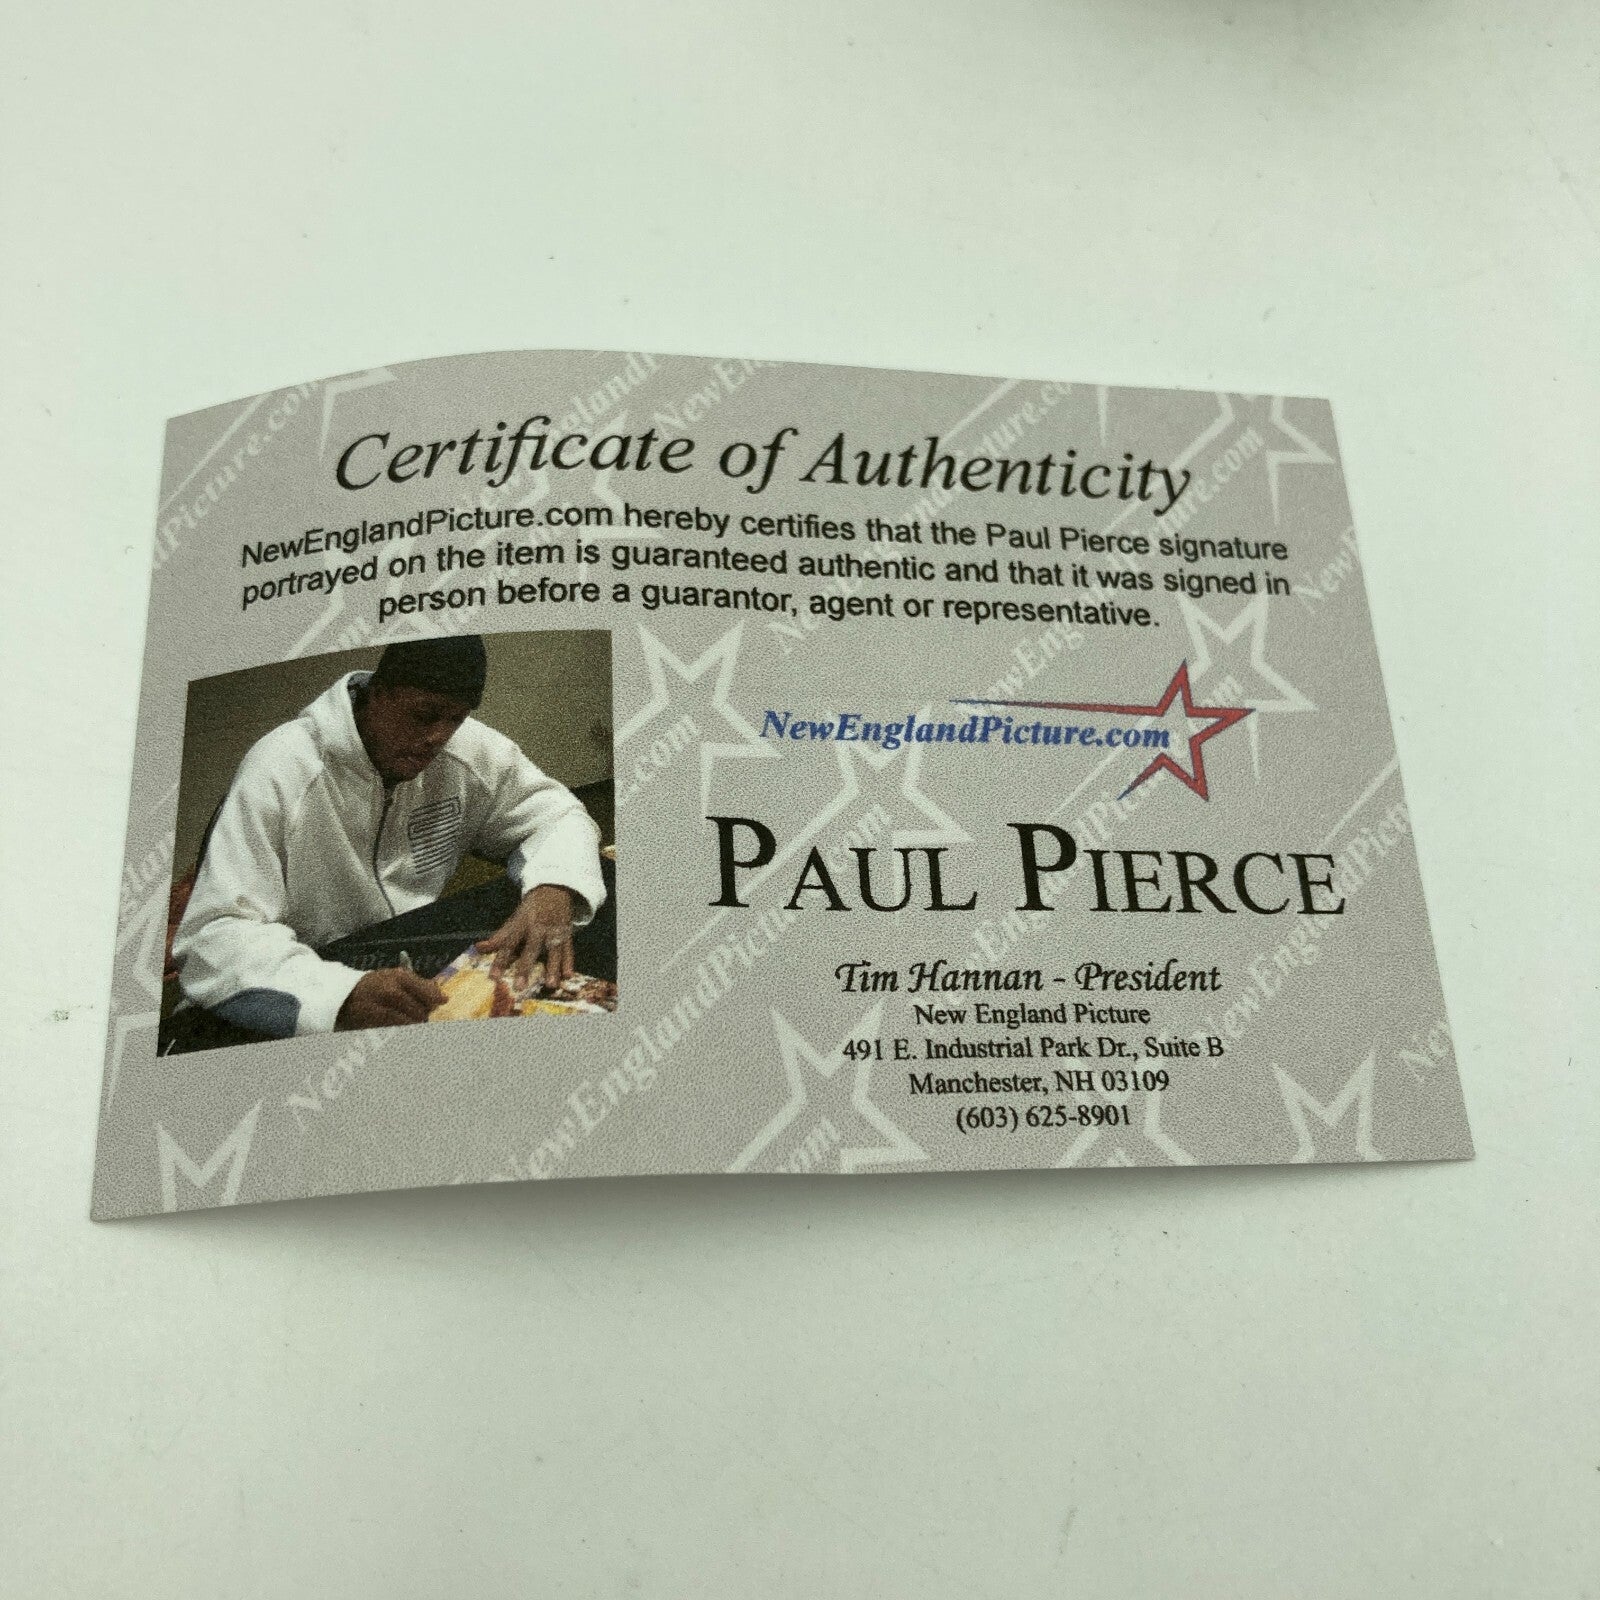 Certificate of Authenticity
NewEnglandPicture.com hereby certifies that the Paul Pierce signature
portrayed on the item is guaranteed authentic and that it was signed in
person before a guarantor, agent or representative.
NewEnglandPicture.com
PAUL PIERCE
Tim Hannan - President
New England Picture
491 E. Industrial Park Dr., Suite B
Manchester, NH 03109
(603) 625-8901